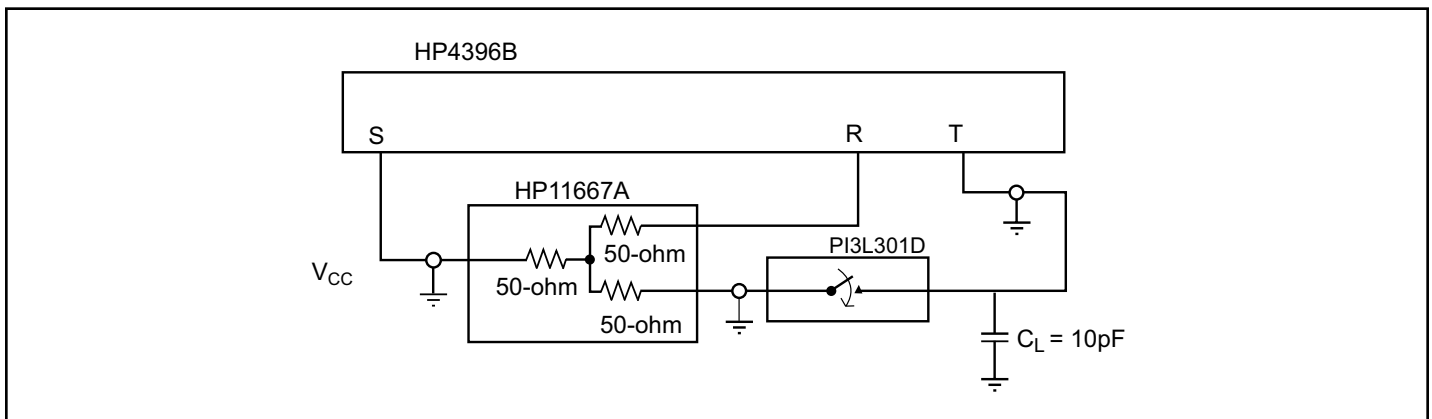 HP4396B
S R T
HP11667A
50-ohm
PI3L301D
V_CC
50-ohm
50-ohm
C_L = 10pF